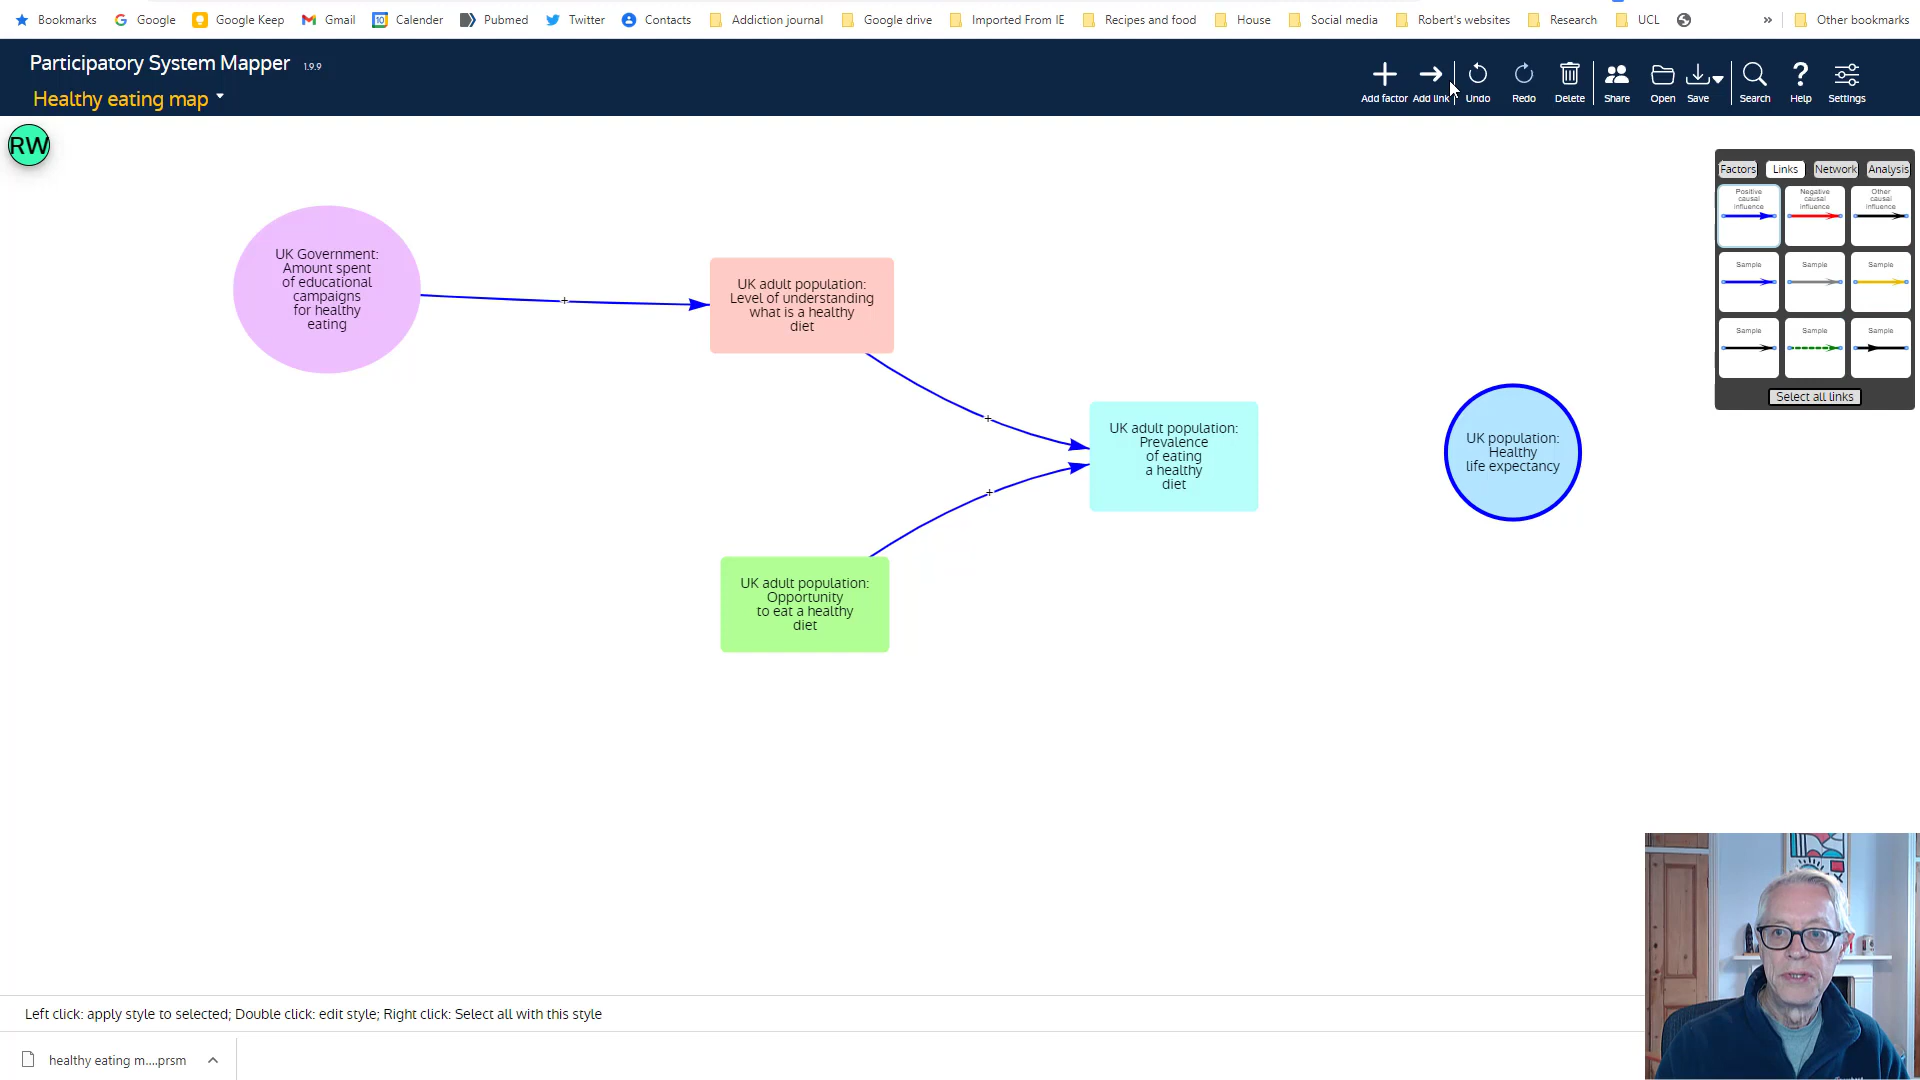 Bookmarks
Google
Google Keep
Gmail
Calender
Pubmed
Twitter
Contacts
Addiction journal
Google drive
Imported From IE
Recipes and food
House
Social media
Robert's websites
Research
UCL
»
Other bookmarks
Participatory System Mapper 1.9.9
Healthy eating map
Add factor
Add link
Undo
Redo
Delete
Share
Open
Save
Search
Help
Settings
RW
Factors
Links
Network
Analysis
Positive
causal
influence
Negative
causal
influence
Other
causal
influence
Sample
Sample
Sample
Sample
Sample
Sample
Select all links
UK Government:
Amount spent
of educational
campaigns
for healthy
eating
+
UK adult population:
Level of understanding
what is a healthy
diet
+
UK adult population:
Prevalence
of eating
a healthy
diet
UK population:
Healthy
life expectancy
+
UK adult population:
Opportunity
to eat a healthy
diet
Left click: apply style to selected; Double click: edit style; Right click: Select all with this style
healthy eating m....prsm